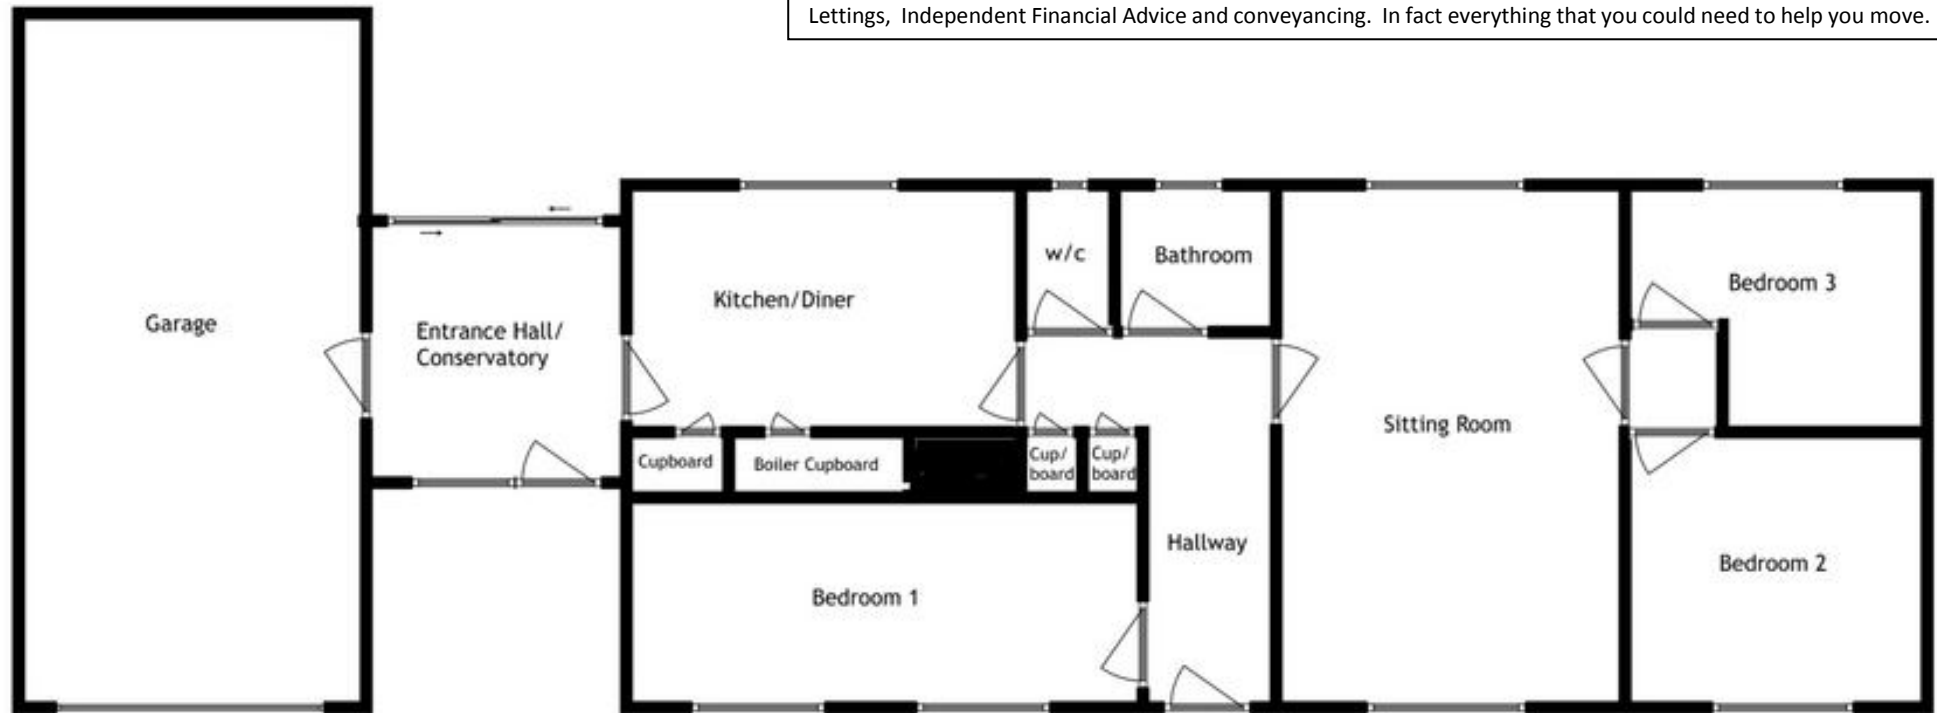 Lettings, Independent Financial Advice and conveyancing. In fact everything that you could need to help you move.
Garage
Entrance Hall/
Conservatory
Kitchen/Diner
w/c
Bathroom
Bedroom 3
Sitting Room
Cupboard
Boiler Cupboard
Cup/
board
Cup/
board
Hallway
Bedroom 1
Bedroom 2